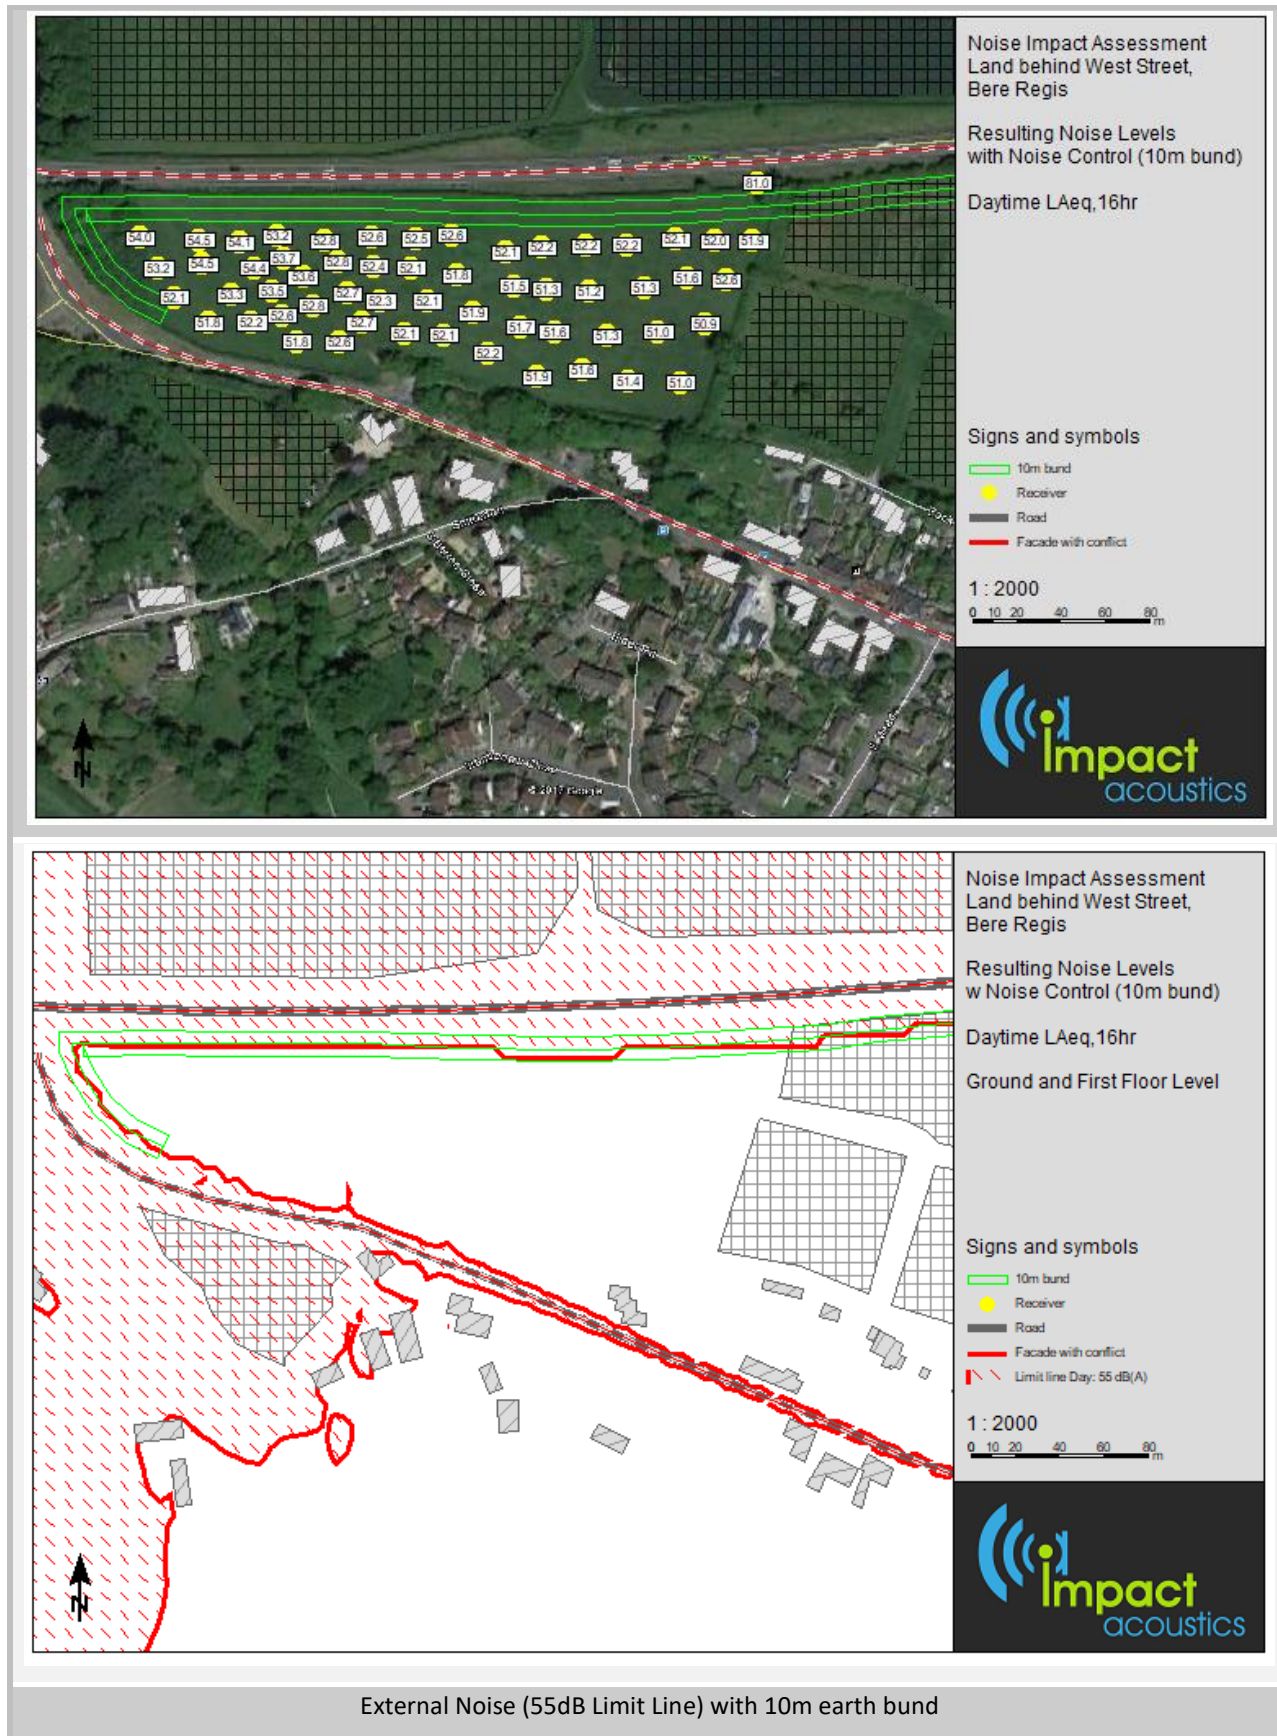 Noise Impact Assessment
Land behind West Street,
Bere Regis
Resulting Noise Levels
with Noise Control (10m bund)
Daytime LAeq,16hr
81.0
54.0
54.5
54.1
53.2
52.8
52.6
52.5
52.6
52.1
52.2
52.2
52.2
52.1
52.0
51.9
53.2
54.5
54.4
53.7
53.6
52.8
52.4
52.1
51.8
51.5
51.3
51.2
51.3
51.6
52.6
52.1
53.3
53.5
52.8
52.7
52.3
52.1
51.9
51.8
52.2
52.6
52.7
52.1
52.1
51.7
51.6
51.3
51.0
50.9
51.8
52.6
52.2
51.9
51.6
51.4
51.0
© 2017 Google
N
Signs and symbols
10m bund
Receiver
Road
Facade with conflict
1 : 2000
0 10 20 40 60 80
m
impact
acoustics
Noise Impact Assessment
Land behind West Street,
Bere Regis
Resulting Noise Levels
w Noise Control (10m bund)
Daytime LAeq,16hr
Ground and First Floor Level
N
Signs and symbols
10m bund
Receiver
Road
Facade with conflict
Limit line Day: 55 dB(A)
1 : 2000
0 10 20 40 60 80
m
impact
acoustics
External Noise (55dB Limit Line) with 10m earth bund